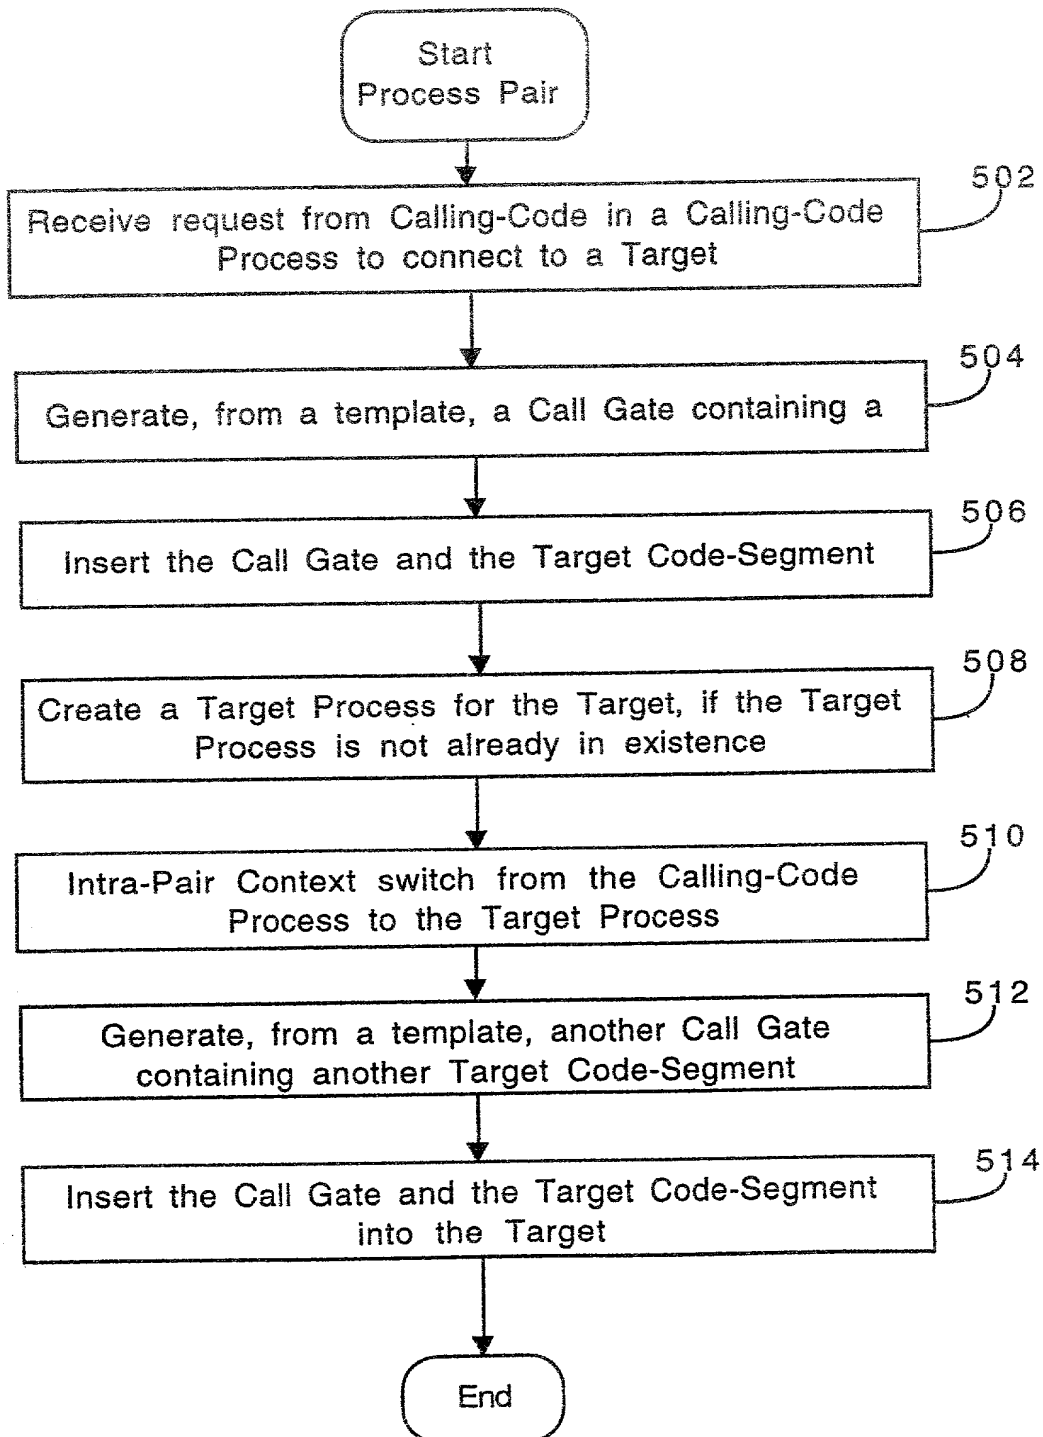 Start
Process Pair
502
Receive request from Calling-Code in a Calling-Code
Process to connect to a Target
504
Generate, from a template, a Call Gate containing a
506
Insert the Call Gate and the Target Code-Segment
508
Create a Target Process for the Target, if the Target
Process is not already in existence
510
Intra-Pair Context switch from the Calling-Code
Process to the Target Process
512
Generate, from a template, another Call Gate
containing another Target Code-Segment
514
Insert the Call Gate and the Target Code-Segment
into the Target
End